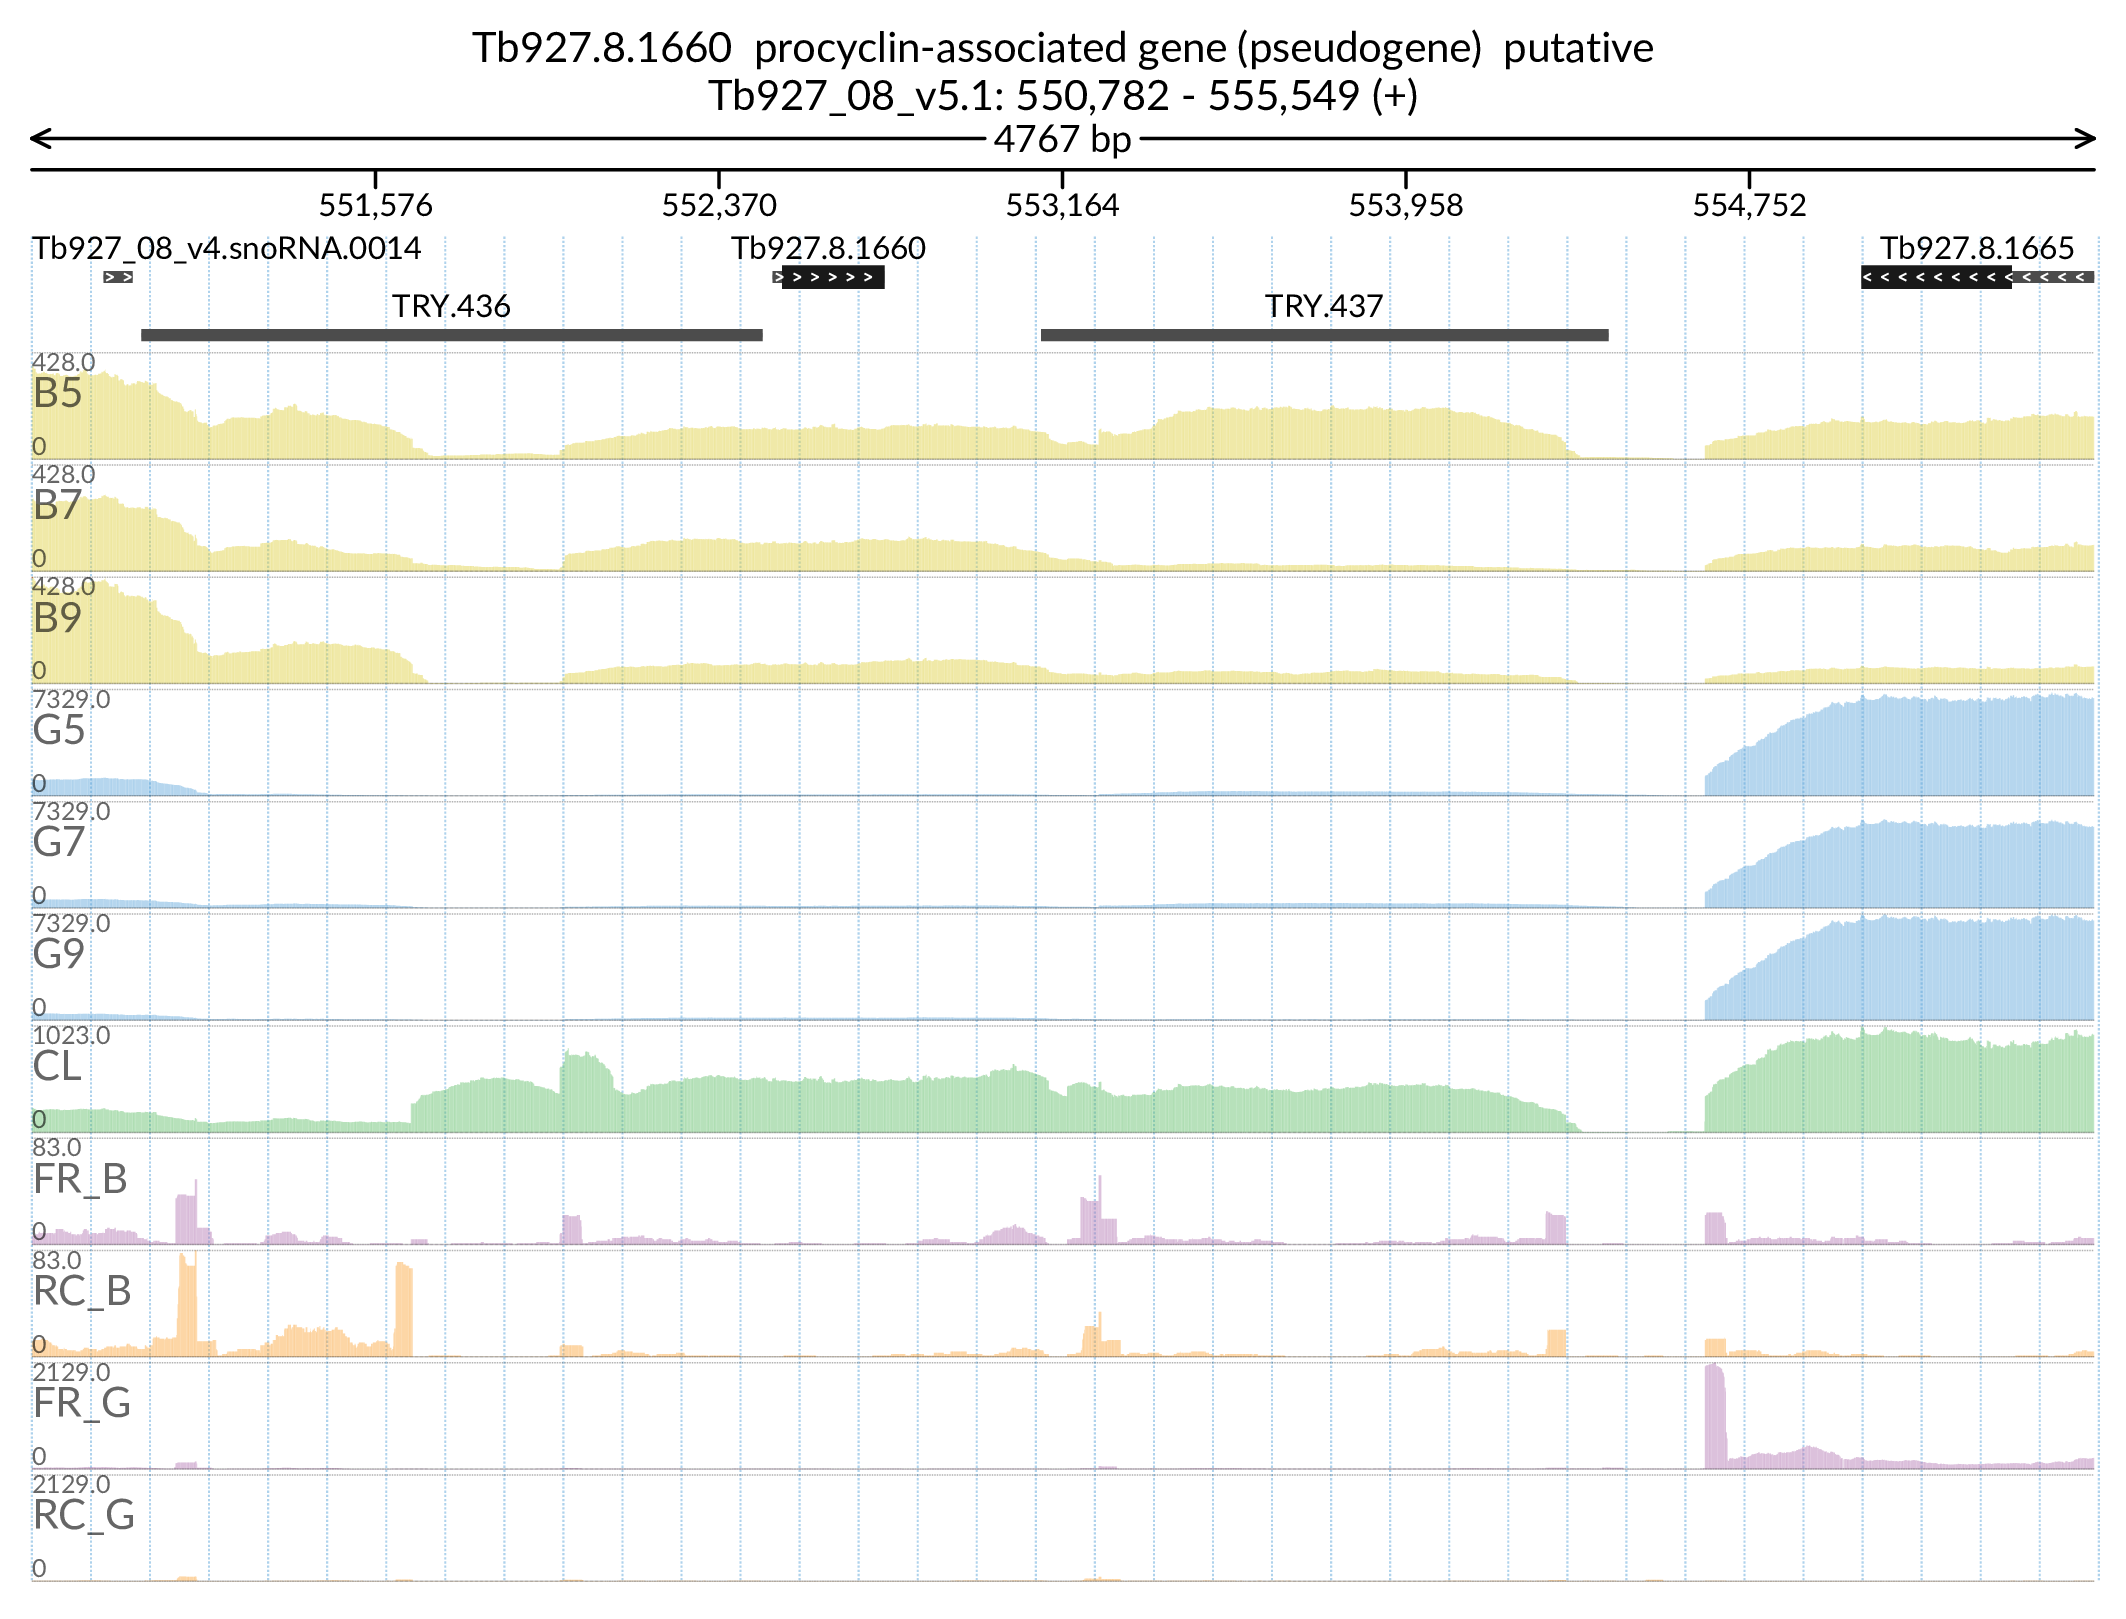 Tb927.8.1660  procyclin-associated gene (pseudogene)  putative
Tb927_08_v5.1: 550,782 - 555,549 (+)
4767 bp
551,576 552,370 553,164 553,958 554,752
Tb927_08_v4.snoRNA.0014 Tb927.8.1660 Tb927.8.1665
TRY.436 TRY.437
428.0
B5
0
428.0
B7
0
428.0
B9
0
7329.0
G5
0
7329.0
G7
0
7329.0
G9
0
1023.0
CL
0
83.0
FR_B
0
83.0
RC_B
0
2129.0
FR_G
0
2129.0
RC_G
0